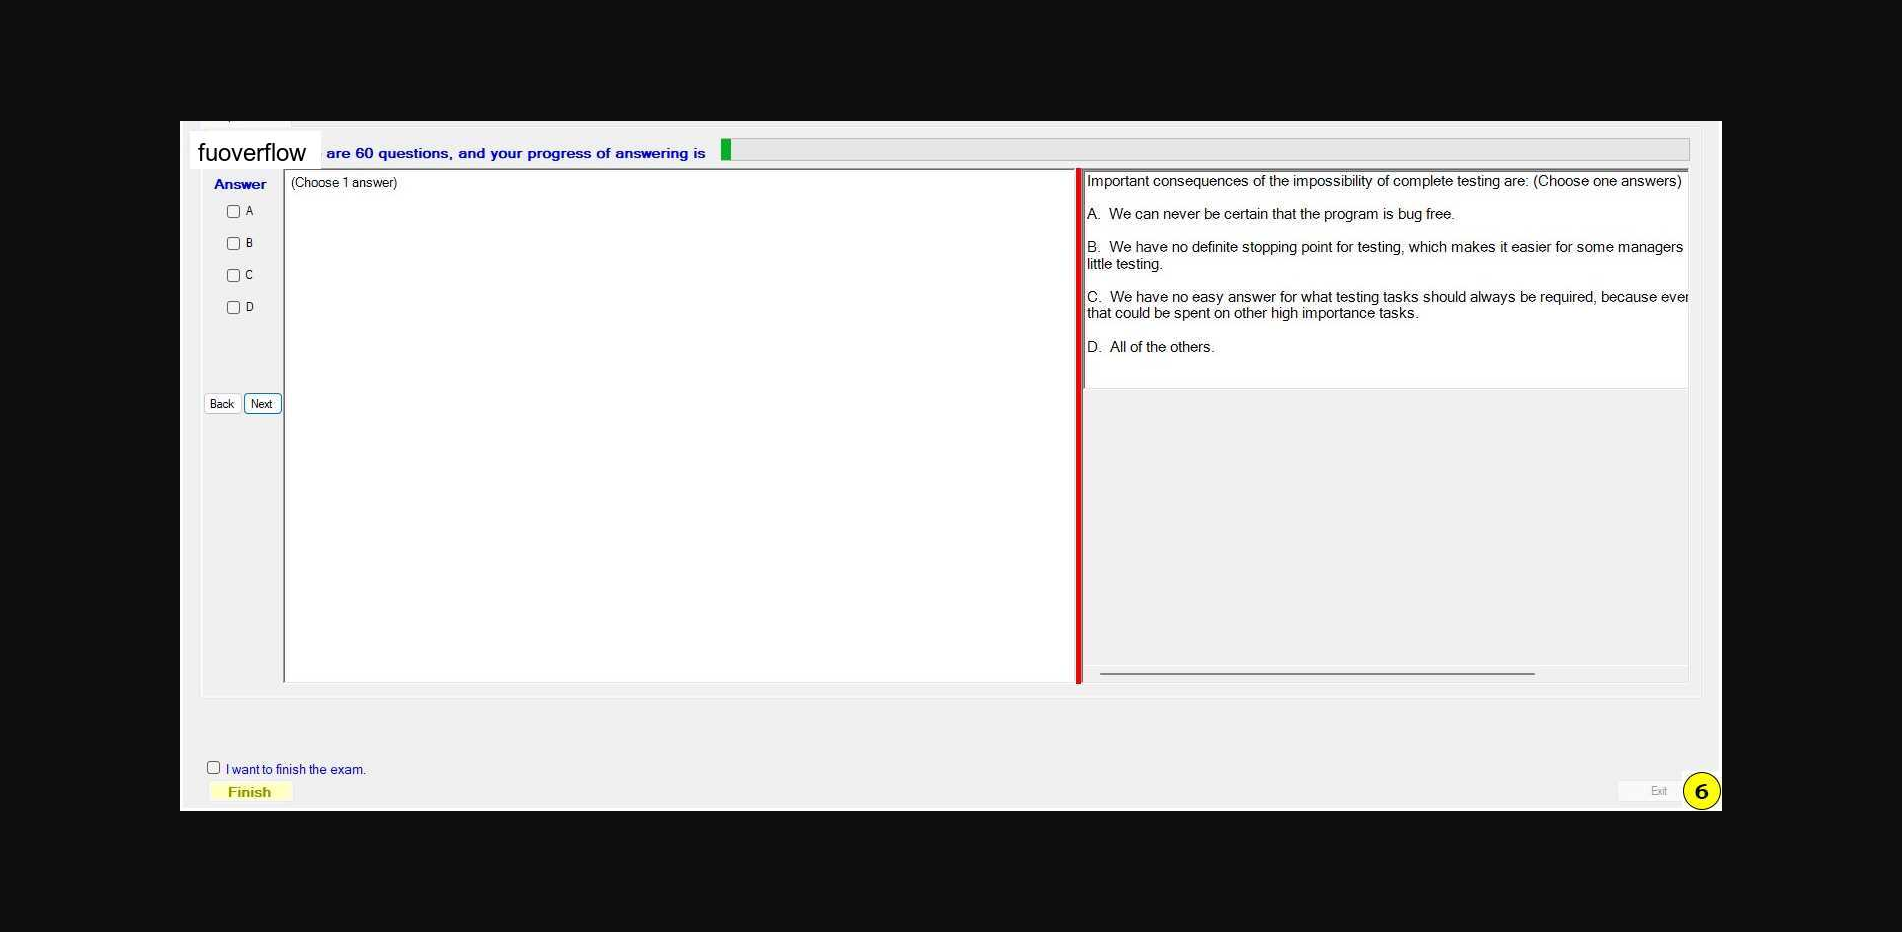 fuoverflow are 60 questions, and your progress of answering is
Answer
A
B
C
D
Back Next
(Choose 1 answer)
Important consequences of the impossibility of complete testing are: (Choose one answers)
A. We can never be certain that the program is bug free.
B. We have no definite stopping point for testing, which makes it easier for some managers
little testing.
C. We have no easy answer for what testing tasks should always be required, because ever
that could be spent on other high importance tasks.
D. All of the others.
I want to finish the exam.
Finish
Exit
6